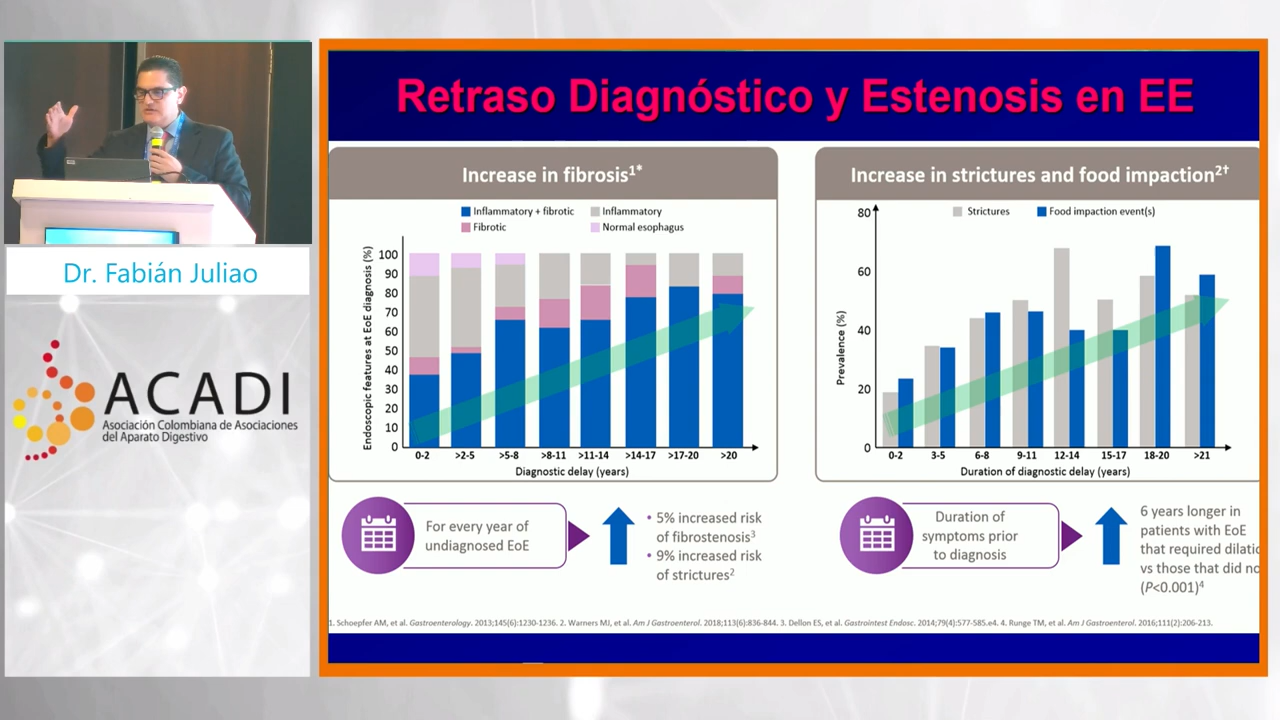 Retraso Diagnóstico y Estenosis en EE
Dr. Fabián Juliao
ACADI
Asociación Colombiana de Asociaciones
del Aparato Digestivo
Increase in fibrosis1*
Inflammatory + fibrotic
Inflammatory
Fibrotic
Normal esophagus
Endoscopic features at EoE diagnosis (%)
100
90
80
70
60
50
40
30
20
10
0
0-2 >2-5 >5-8 >8-11 >11-14 >14-17 >17-20 >20
Diagnostic delay (years)
Increase in strictures and food impaction2†
Strictures
Food impaction event(s)
Prevalence (%)
80
60
40
20
0
0-2 3-5 6-8 9-11 12-14 15-17 18-20 >21
Duration of diagnostic delay (years)
For every year of
undiagnosed EoE
• 5% increased risk
of fibrostenosis3
• 9% increased risk
of strictures2
Duration of
symptoms prior
to diagnosis
6 years longer in
patients with EoE
that required dilatic
vs those that did no
(P<0.001)4
1. Schoepfer AM, et al. Gastroenterology. 2013;145(6):1230-1236. 2. Warners MJ, et al. Am J Gastroenterol. 2018;113(6):836-844. 3. Dellon ES, et al. Gastrointest Endosc. 2014;79(4):577-585.e4. 4. Runge TM, et al. Am J Gastroenterol. 2016;111(2):206-213.